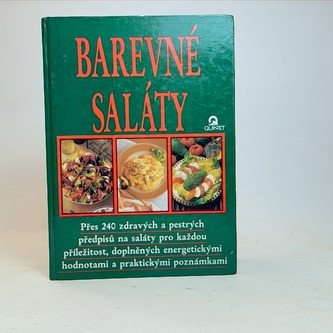 BAREVNÉ
SALÁTY
QUINTET
Přes 240 zdravých a pestrých
předpisů na saláty pro každou
příležitost, doplněných energetickými
hodnotami a praktickými poznámkami